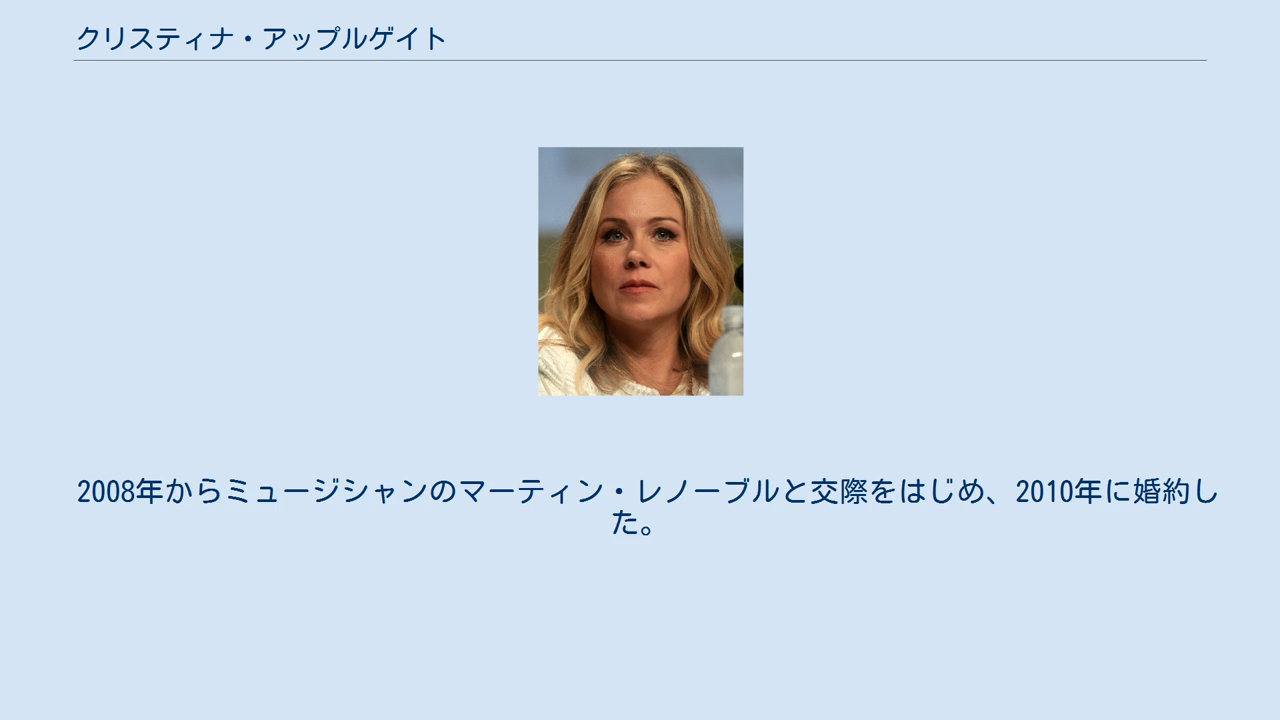 クリスティナ・アップルゲイト
2008年からミュージシャンのマーティン・レノーブルと交際をはじめ、2010年に婚約し
た。